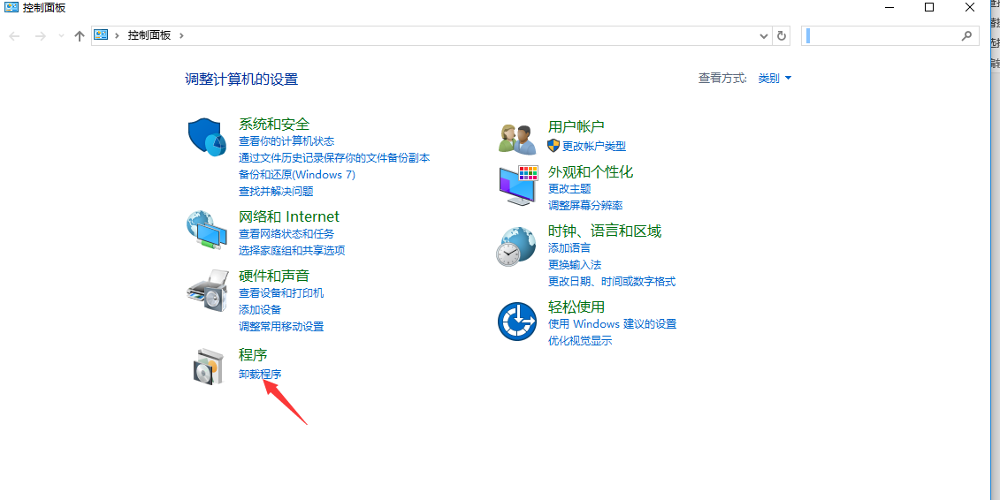 控制面板
控制面板
调整计算机的设置
查看方式: 类别
系统和安全
查看你的计算机状态
通过文件历史记录保存你的文件备份副本
备份和还原(Windows 7)
查找并解决问题
网络和 Internet
查看网络状态和任务
选择家庭组和共享选项
硬件和声音
查看设备和打印机
添加设备
调整常用移动设置
程序
卸载程序
用户帐户
更改帐户类型
外观和个性化
更改主题
调整屏幕分辨率
时钟、语言和区域
添加语言
更换输入法
更改日期、时间或数字格式
轻松使用
使用 Windows 建议的设置
优化视觉显示